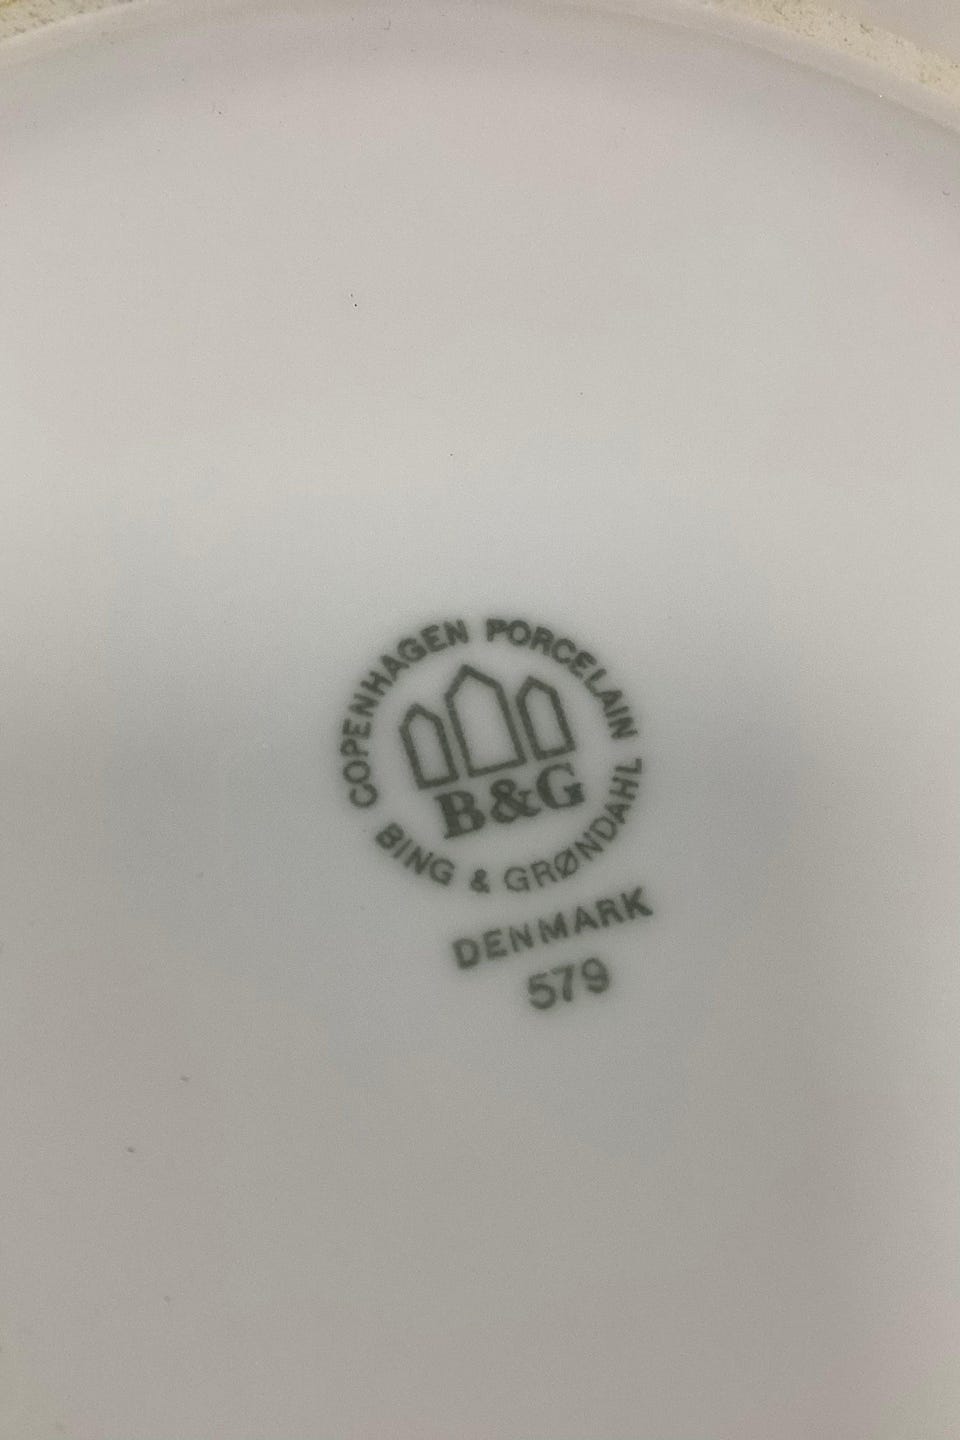 COPENHAGEN PORCELAIN
B&G
BING & GRØNDAHL
DENMARK
579